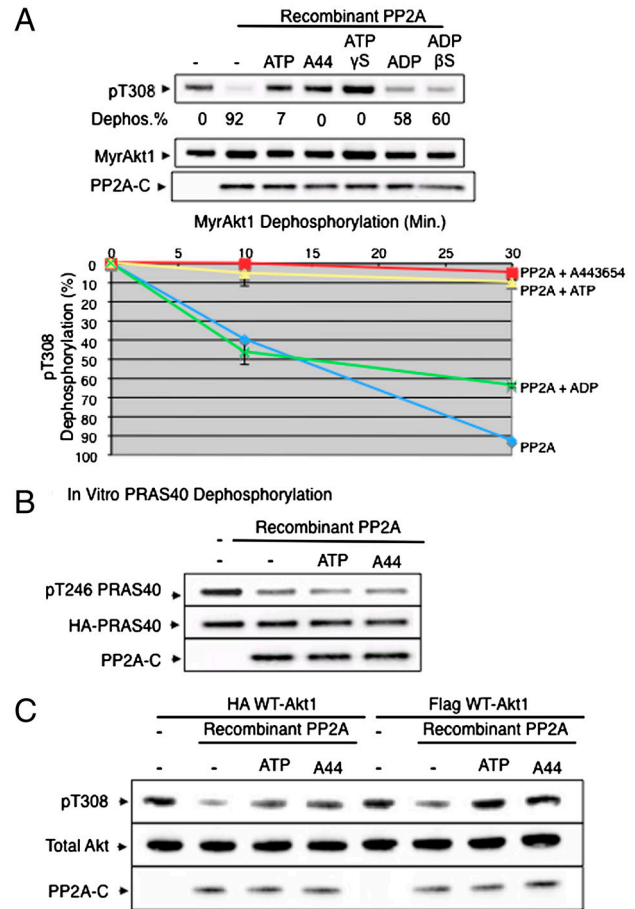 A
Recombinant PP2A
- - ATP A44 ATP γS ADP ADP βS
pT308
Dephos.% 0 92 7 0 0 58 60
MyrAkt1
PP2A-C
MyrAkt1 Dephosphorylation (Min.)
0 5 10 15 20 25 30
0
10
20
30
40
50
60
70
80
90
100
pT308 Dephosphorylation (%)
PP2A + A443654
PP2A + ATP
PP2A + ADP
PP2A
In Vitro PRAS40 Dephosphorylation
B
Recombinant PP2A
- - ATP A44
pT246 PRAS40
HA-PRAS40
PP2A-C
C
HA WT-Akt1 Flag WT-Akt1
- Recombinant PP2A - Recombinant PP2A
- - ATP A44 - - ATP A44
pT308
Total Akt
PP2A-C